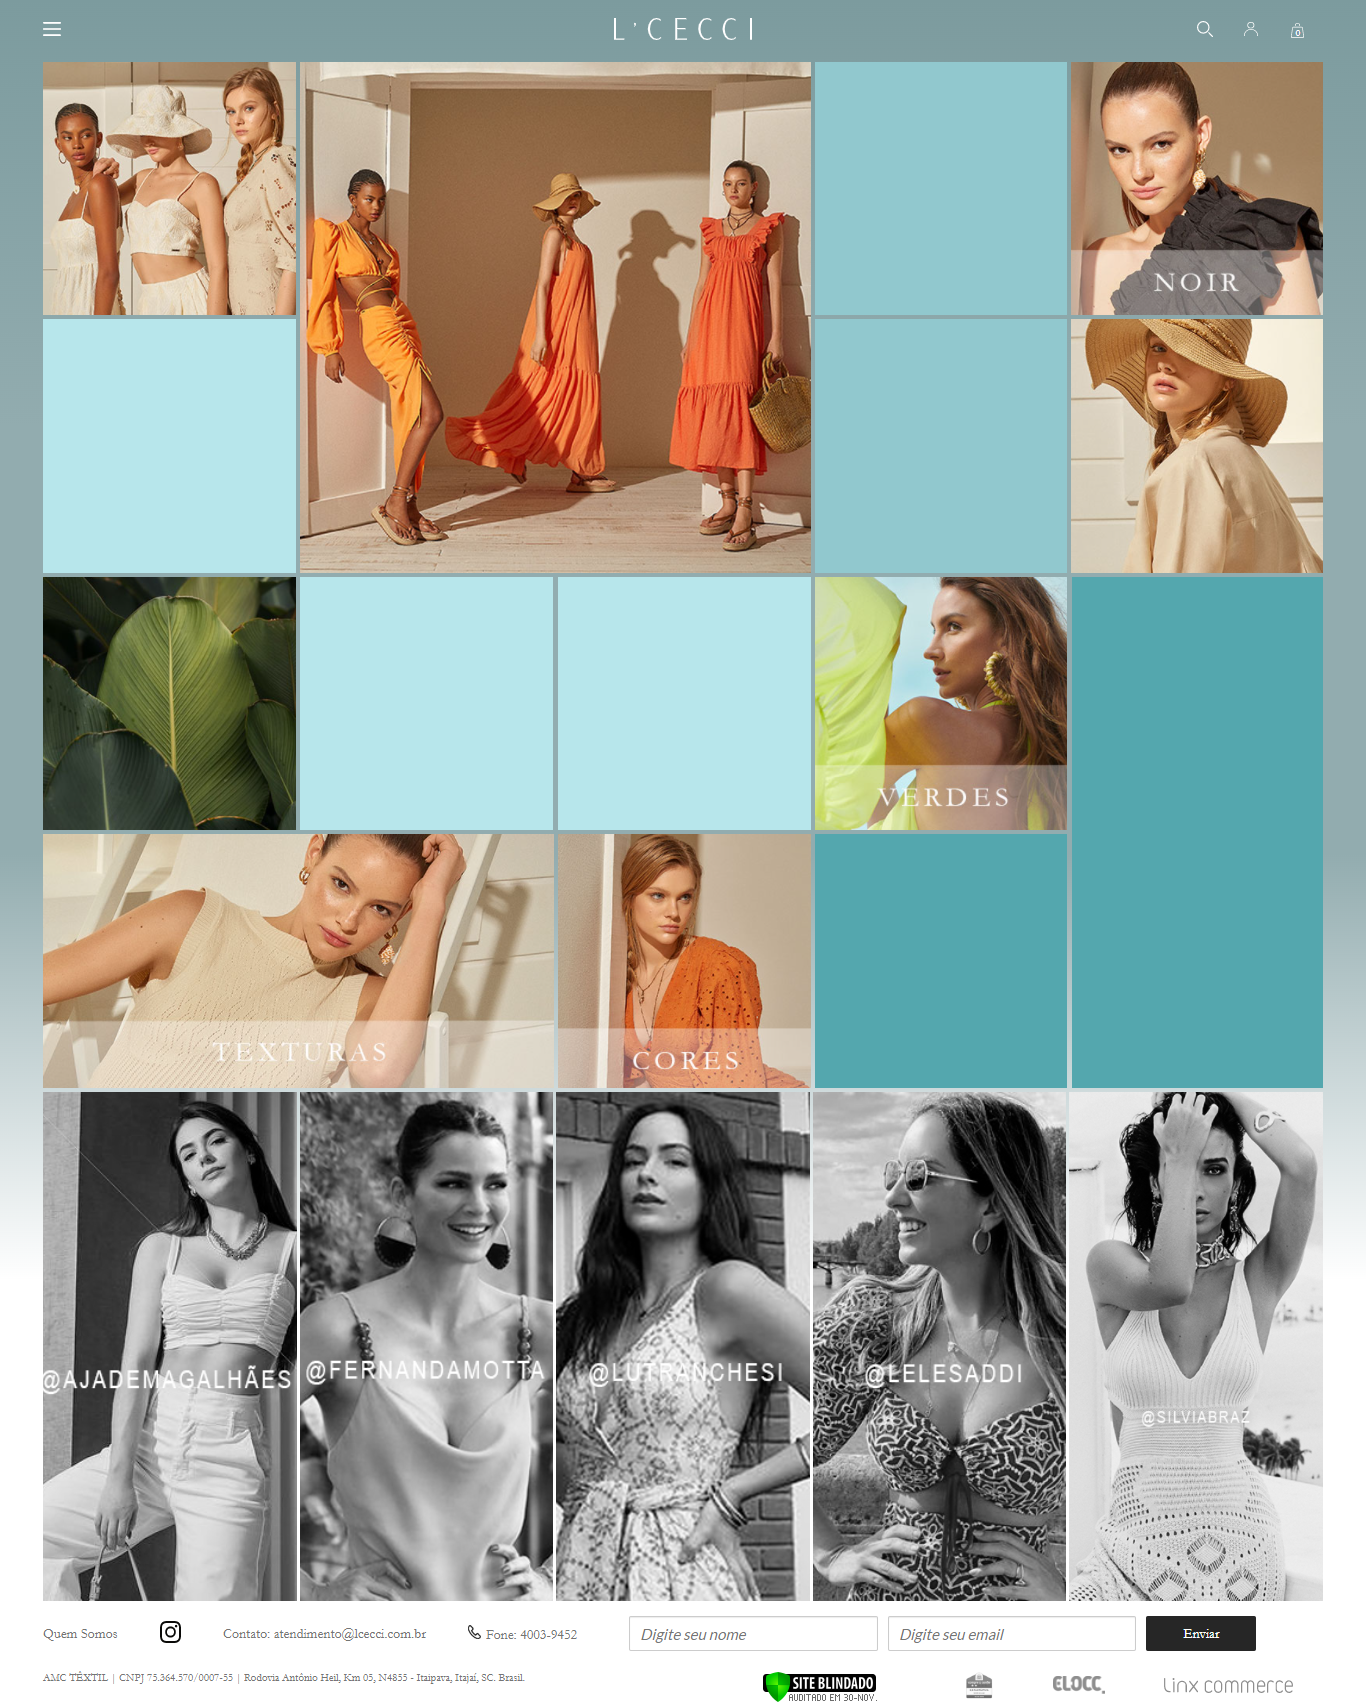 L'CECCI
0
NOIR
VERDES
TEXTURAS
CORES
@AJADEMAGALHÃES
@FERNANDAMOTTA
@LUTRANCHESI
@LELESADDI
@SILVIABRAZ
Quem Somos
Contato: atendimento@lcecci.com.br
Fone: 4003-9452
Digite seu nome
Digite seu email
Enviar
AMC TÊXTIL | CNPJ 75.364.570/0007-55 | Rodovia Antônio Heil, Km 05, N4855 - Itaipava, Itajaí, SC. Brasil.
SITE BLINDADO
AUDITADO EM 30-NOV.
ELOCC.
Linx commerce